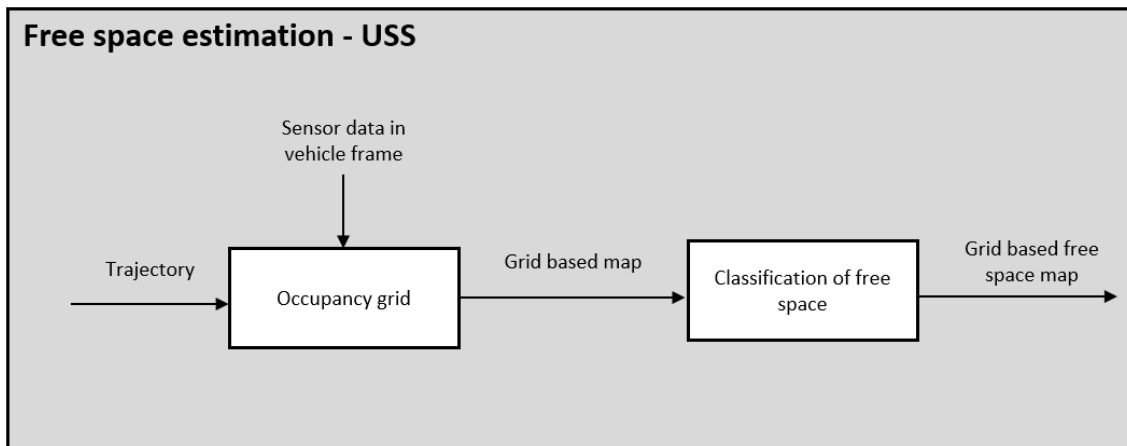 Free space estimation - USS
Sensor data in
vehicle frame
Trajectory
Occupancy grid
Grid based map
Classification of free
space
Grid based free
space map